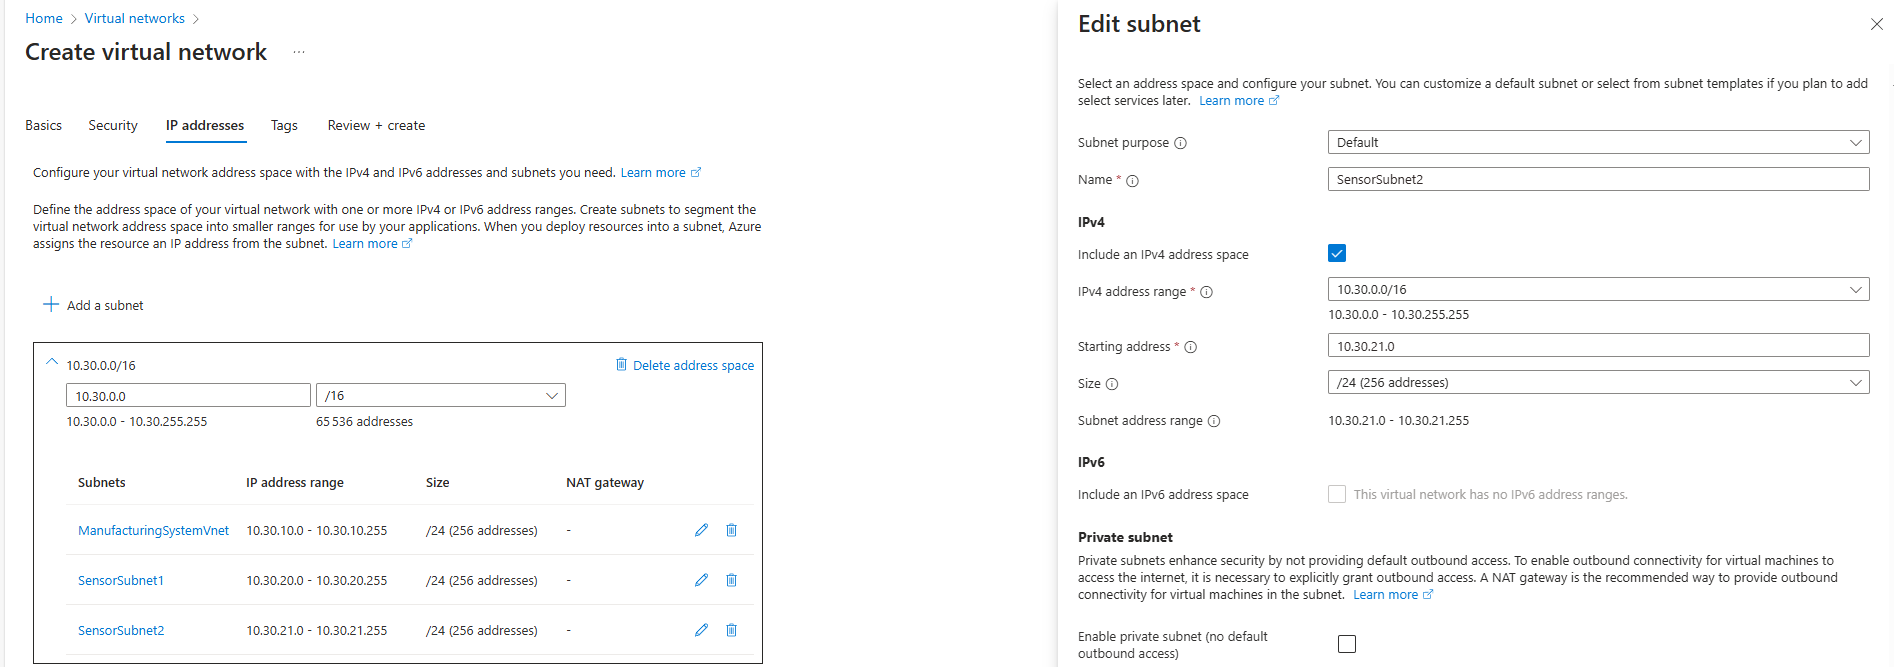 Home > Virtual networks >
Create virtual network ...
Basics Security IP addresses Tags Review + create
Configure your virtual network address space with the IPv4 and IPv6 addresses and subnets you need. Learn more
Define the address space of your virtual network with one or more IPv4 or IPv6 address ranges. Create subnets to segment the
virtual network address space into smaller ranges for use by your applications. When you deploy resources into a subnet, Azure
assigns the resource an IP address from the subnet. Learn more
+ Add a subnet
10.30.0.0/16 Delete address space
10.30.0.0 /16
10.30.0.0 - 10.30.255.255 65 536 addresses
Subnets IP address range Size NAT gateway
ManufacturingSystemVnet 10.30.10.0 - 10.30.10.255 /24 (256 addresses) -
SensorSubnet1 10.30.20.0 - 10.30.20.255 /24 (256 addresses) -
SensorSubnet2 10.30.21.0 - 10.30.21.255 /24 (256 addresses) -
Edit subnet
Select an address space and configure your subnet. You can customize a default subnet or select from subnet templates if you plan to add
select services later. Learn more
Subnet purpose Default
Name * SensorSubnet2
IPv4
Include an IPv4 address space
IPv4 address range * 10.30.0.0/16
10.30.0.0 - 10.30.255.255
Starting address * 10.30.21.0
Size /24 (256 addresses)
Subnet address range 10.30.21.0 - 10.30.21.255
IPv6
Include an IPv6 address space This virtual network has no IPv6 address ranges.
Private subnet
Private subnets enhance security by not providing default outbound access. To enable outbound connectivity for virtual machines to
access the internet, it is necessary to explicitly grant outbound access. A NAT gateway is the recommended way to provide outbound
connectivity for virtual machines in the subnet. Learn more
Enable private subnet (no default
outbound access)